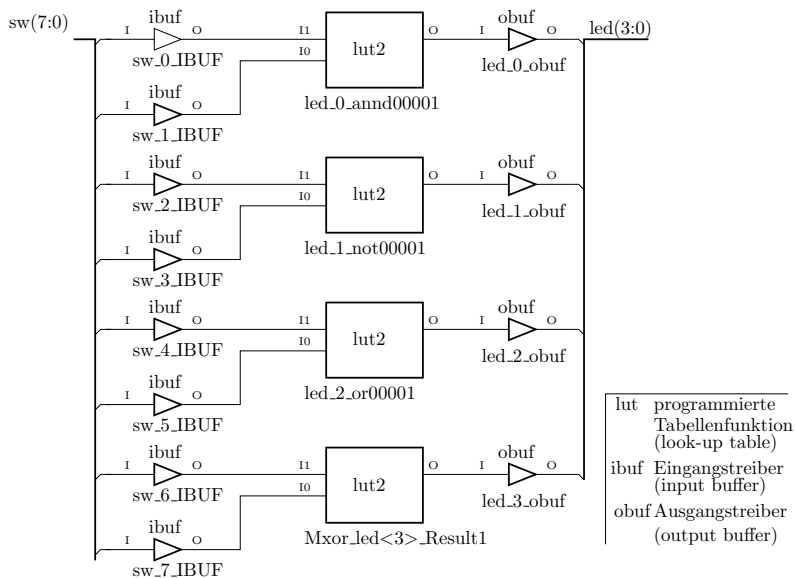 sw(7:0) ibuf led(3:0)
I O I1 lut2 O I obuf O
sw_0_IBUF I0 led_0_obuf
ibuf led_0_annd00001
I O
sw_1_IBUF
ibuf obuf
I O I1 lut2 O I O
sw_2_IBUF I0 led_1_obuf
ibuf led_1_not00001
I O
sw_3_IBUF
ibuf obuf
I O I1 lut2 O I O
sw_4_IBUF I0 led_2_obuf
ibuf led_2_or00001
I O
sw_5_IBUF
ibuf obuf
I O I1 lut2 O I O
sw_6_IBUF I0 led_3_obuf
ibuf Mxor_led<3>_Result1
I O
sw_7_IBUF
lut programmierte
Tabellenfunktion
(look-up table)
ibuf Eingangstreiber
(input buffer)
obuf Ausgangstreiber
(output buffer)